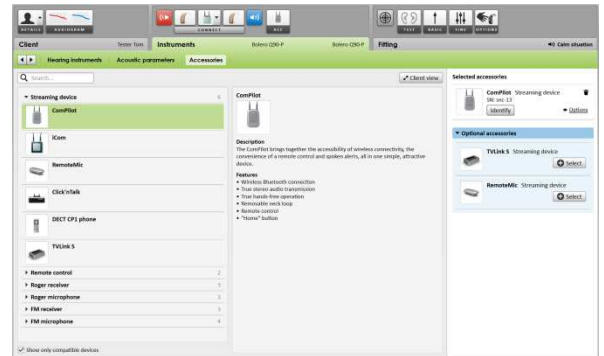 DETAILS
AUDIOGRAM
CONNECT
REC
TEST
BASIC
FINE
OPTIONS
Client
Tester Tom
Instruments
Bolero Q90-P
Bolero Q90-P
Fitting
Calm situation
Hearing instruments
Acoustic parameters
Accessories
Search...
Client view
Streaming device 6
ComPilot
iCom
RemoteMic
Click'nTalk
DECT CP1 phone
TVLink S
Remote control 2
Roger receiver
Roger microphone
FM receiver
FM microphone 4
Show only compatible devices
ComPilot
Description
The ComPilot brings together the accessibility of wireless connectivity, the
convenience of a remote control and spoken alerts, all in one simple, attractive
device.
Features
• Wireless Bluetooth connection
• True stereo audio transmission
• True hands-free operation
• Removable neck loop
• Remote control
• "Home" button
Selected accessories
ComPilot Streaming device
SN: snc-13
Identify
Options
Optional accessories
TVLink S Streaming device
Select
RemoteMic Streaming device
Select